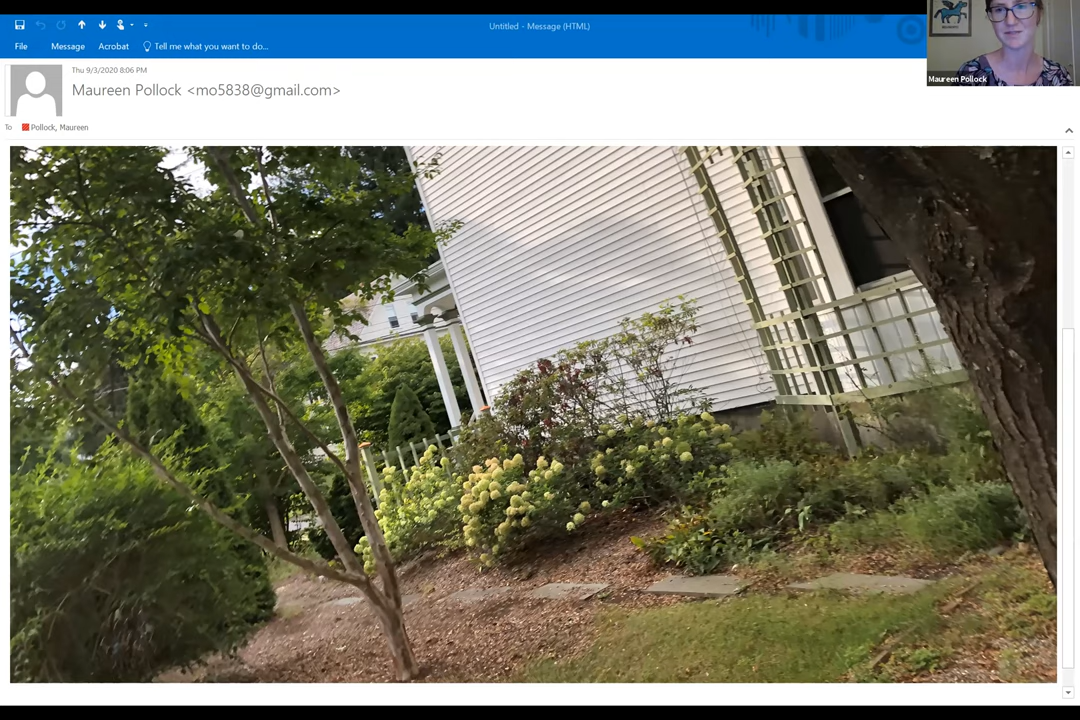 Untitled - Message (HTML)
File Message Acrobat Tell me what you want to do...
Thu 9/3/2020 8:06 PM
Maureen Pollock <mo5838@gmail.com>
To Pollock, Maureen
Maureen Pollock